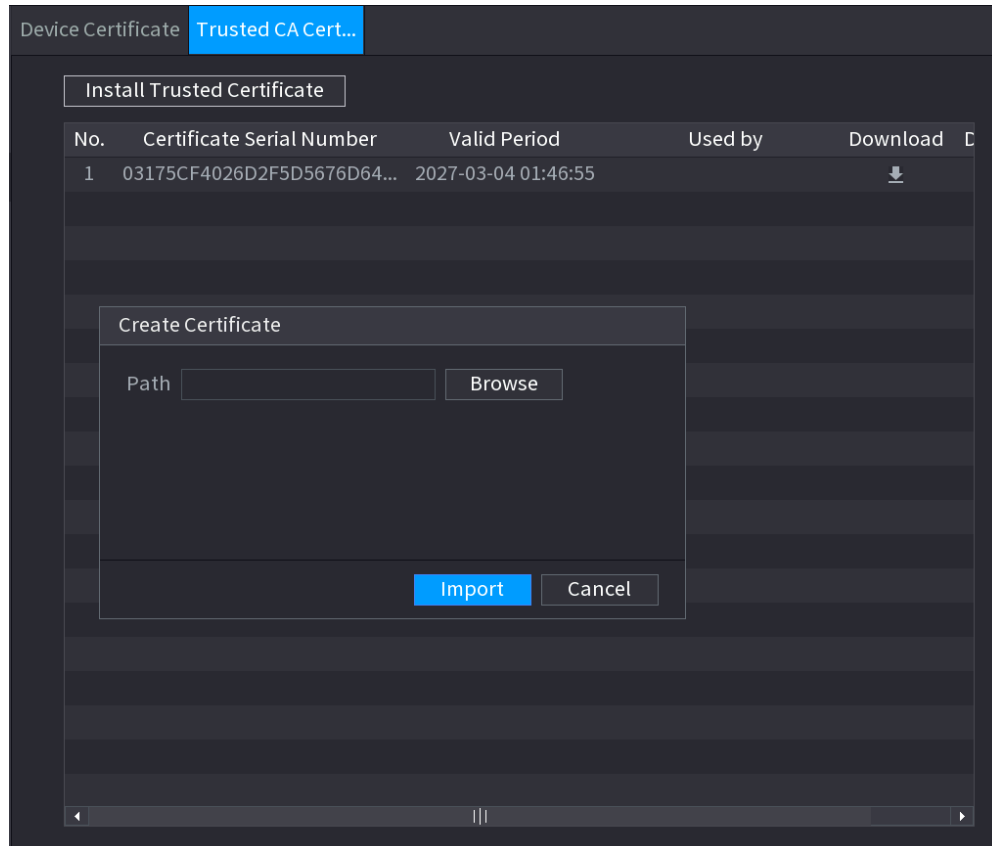 Device Certificate Trusted CA Cert...
Install Trusted Certificate
No. Certificate Serial Number Valid Period Used by Download D
1 03175CF4026D2F5D5676D64... 2027-03-04 01:46:55
Create Certificate
Path Browse
Import Cancel